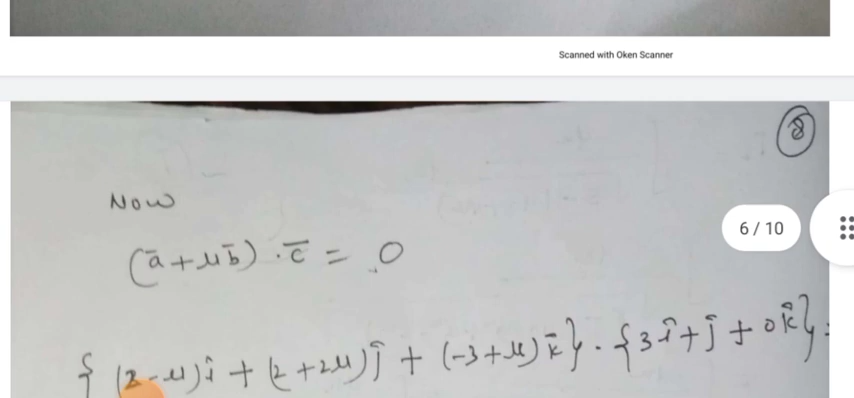 Scanned with Oken Scanner
8
Now
6 / 10
(ā + μb̄) . c̄ = 0
{(2-μ)î + (2+2μ)ĵ + (-3+μ)k̄} . {3î + ĵ + 0k̂} =